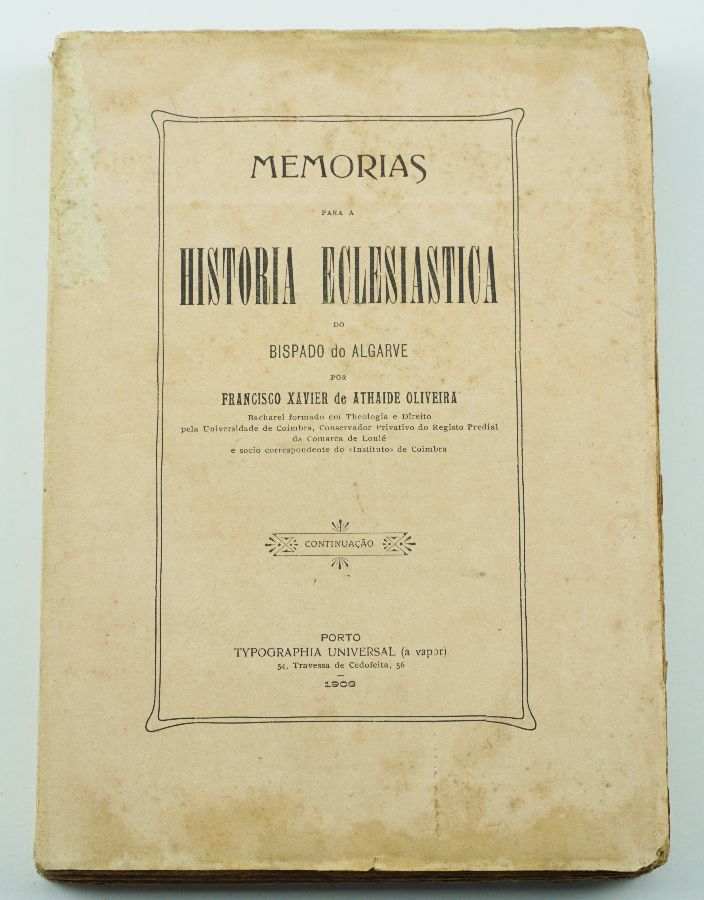 MEMORIAS
PARA A
HISTORIA ECLESIASTICA
DO
BISPADO do ALGARVE
POR
FRANCISCO XAVIER de ATHAIDE OLIVEIRA
Bacharel formado em Theologia e Direito
pela Universidade de Coimbra, Conservador Privativo do Registo Predial
da Comarca de Loulé
e socio correspondente do «Instituto» de Coimbra
CONTINUAÇÃO
PORTO
TYPOGRAPHIA UNIVERSAL (a vapor)
54, Travessa de Cedofeita, 56
1908